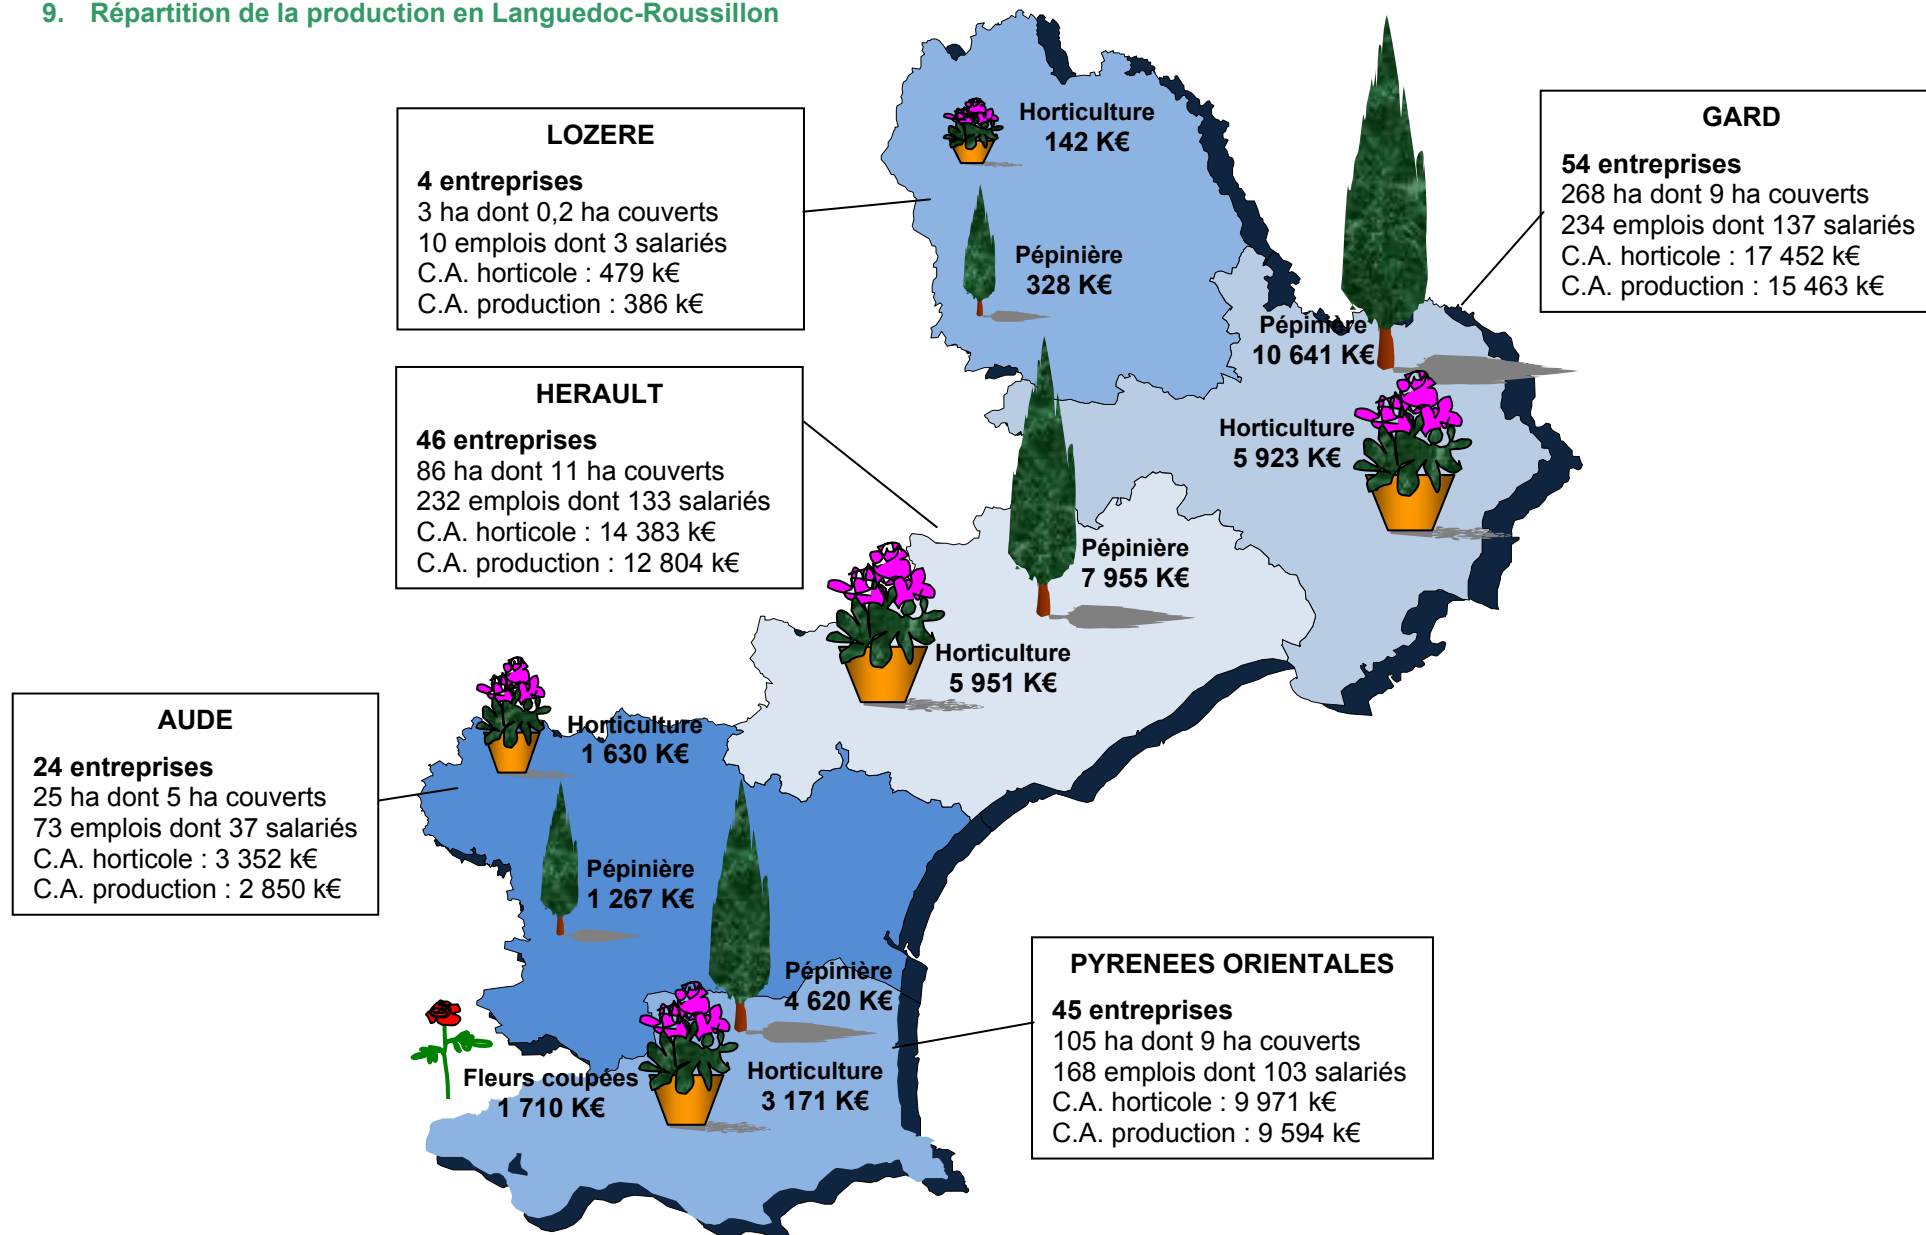 9. Répartition de la production en Languedoc-Roussillon
LOZERE
4 entreprises
3 ha dont 0,2 ha couverts
10 emplois dont 3 salariés
C.A. horticole : 479 k€
C.A. production : 386 k€
Horticulture
142 K€
Pépinière
328 K€
GARD
54 entreprises
268 ha dont 9 ha couverts
234 emplois dont 137 salariés
C.A. horticole : 17 452 k€
C.A. production : 15 463 k€
Pépinière
10 641 K€
Horticulture
5 923 K€
HERAULT
46 entreprises
86 ha dont 11 ha couverts
232 emplois dont 133 salariés
C.A. horticole : 14 383 k€
C.A. production : 12 804 k€
Pépinière
7 955 K€
Horticulture
5 951 K€
AUDE
24 entreprises
25 ha dont 5 ha couverts
73 emplois dont 37 salariés
C.A. horticole : 3 352 k€
C.A. production : 2 850 k€
Horticulture
1 630 K€
Pépinière
1 267 K€
Pépinière
4 620 K€
Fleurs coupées
1 710 K€
Horticulture
3 171 K€
PYRENEES ORIENTALES
45 entreprises
105 ha dont 9 ha couverts
168 emplois dont 103 salariés
C.A. horticole : 9 971 k€
C.A. production : 9 594 k€